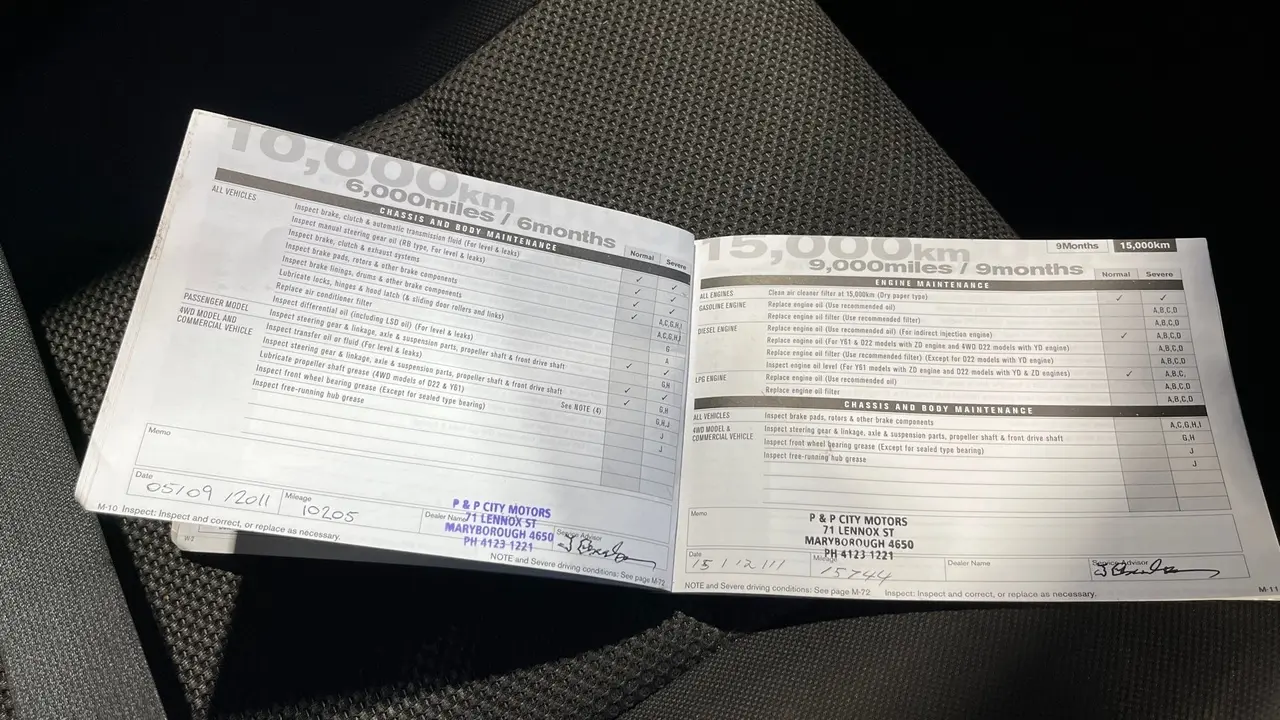 10,000km
6,000miles / 6months
CHASSIS AND BODY MAINTENANCE
Normal
Severe
ALL VEHICLES
Inspect brake, clutch & automatic transmission fluid (For level & leaks)
Inspect manual steering gear oil (RB type, For level & leaks)
Inspect brake, clutch & exhaust systems
Inspect brake pads, rotors & other brake components
Inspect brake linings, drums & other brake components
Lubricate locks, hinges & hood latch (& sliding door rollers and links)
Replace air conditioner filter
PASSENGER MODEL
Inspect differential oil (including LSD oil) (For level & leaks)
4WD MODEL AND
COMMERCIAL VEHICLE
Inspect steering gear & linkage, axle & suspension parts, propeller shaft & front drive shaft
Inspect transfer oil or fluid (For level & leaks)
Inspect steering gear & linkage, axle & suspension parts, propeller shaft & front drive shaft
Lubricate propeller shaft grease (4WD models of D22 & Y61)
Inspect front wheel bearing grease (Except for sealed type bearing)
See NOTE (4)
Inspect free-running hub grease
✓ ✓
✓ ✓
✓ ✓
A,C,G,H,I
A,C,G,H,I
✓ G
A
✓ ✓
G,H
✓ ✓
G,H
G,H,J
J
J
Memo
Date
05/09/2011
Mileage
10205
Dealer Name
Service Advisor
P & P CITY MOTORS
71 LENNOX ST
MARYBOROUGH 4650
PH 4123 1221
M-10 Inspect: Inspect and correct, or replace as necessary.
NOTE and Severe driving conditions: See page M-72
15,000km
9,000miles / 9months
9Months
15,000km
ENGINE MAINTENANCE
Normal
Severe
ALL ENGINES
Clean air cleaner filter at 15,000km (Dry paper type)
✓ ✓
GASOLINE ENGINE
Replace engine oil (Use recommended oil)
A,B,C,D
Replace engine oil filter (Use recommended filter)
A,B,C,D
DIESEL ENGINE
Replace engine oil (Use recommended oil) (For indirect injection engine)
✓ A,B,C,D
Replace engine oil (For Y61 & D22 models with ZD engine and 4WD D22 models with YD engine)
A,B,C,D
Replace engine oil filter (Use recommended filter) (Except for D22 models with YD engine)
A,B,C,D
Inspect engine oil level (For Y61 models with ZD engine and D22 models with YD & ZD engines)
✓ A,B,C,
LPG ENGINE
Replace engine oil (Use recommended oil)
A,B,C,D
Replace engine oil filter
A,B,C,D
CHASSIS AND BODY MAINTENANCE
ALL VEHICLES
Inspect brake pads, rotors & other brake components
A,C,G,H,I
4WD MODEL &
COMMERCIAL VEHICLE
Inspect steering gear & linkage, axle & suspension parts, propeller shaft & front drive shaft
G,H
Inspect front wheel bearing grease (Except for sealed type bearing)
J
Inspect free-running hub grease
J
Memo
P & P CITY MOTORS
71 LENNOX ST
MARYBOROUGH 4650
PH 4123 1221
Date
15/12/11
Mileage
15744
Dealer Name
Service Advisor
NOTE and Severe driving conditions: See page M-72
Inspect: Inspect and correct, or replace as necessary.
M-11